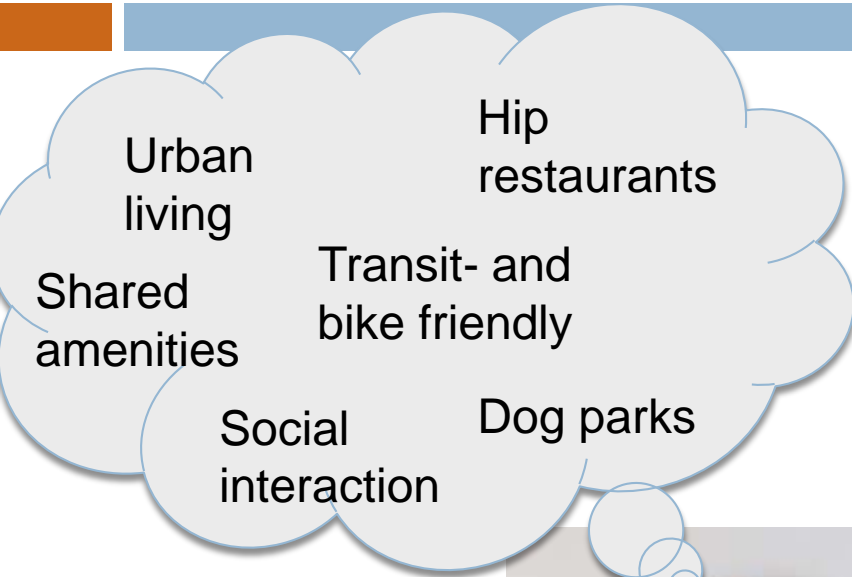 Urban
living
Hip
restaurants
Shared
amenities
Transit- and
bike friendly
Social
interaction
Dog parks